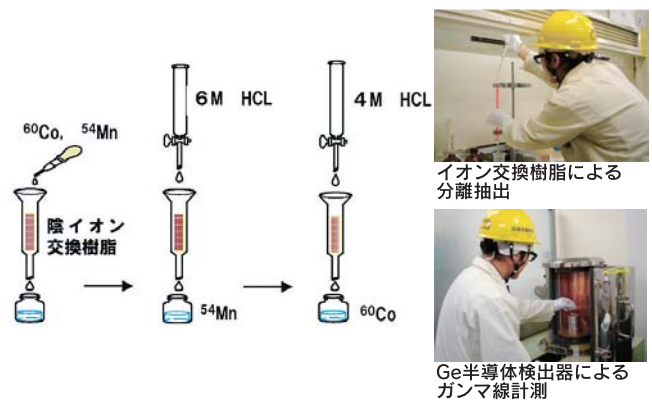 ⁶⁰Co, ⁵⁴Mn
陰イオン
交換樹脂
6M HCL
⁵⁴Mn
4M HCL
⁶⁰Co
イオン交換樹脂による
分離抽出
Ge半導体検出器による
ガンマ線計測